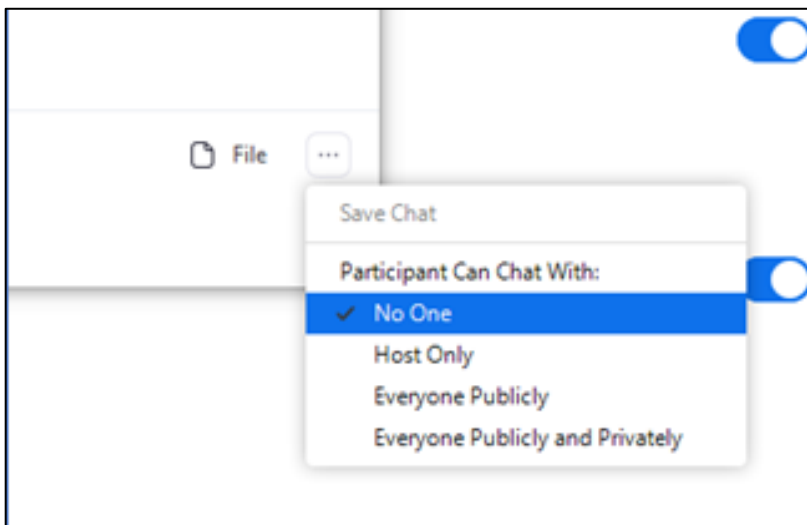 File
Save Chat
Participant Can Chat With:
No One
Host Only
Everyone Publicly
Everyone Publicly and Privately